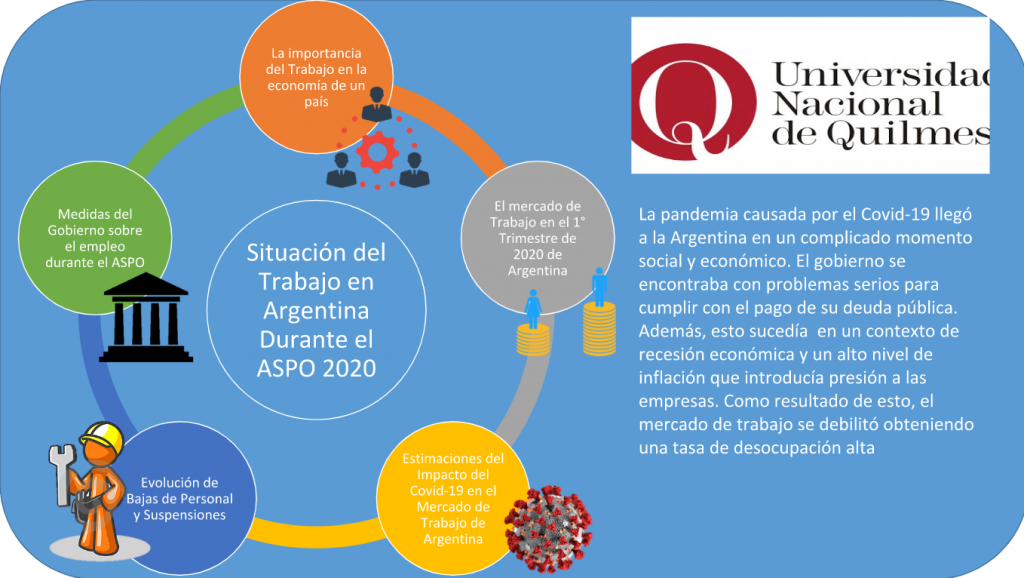 La importancia
del Trabajo en la
economía de un
país
El mercado de
Trabajo en el 1°
Trimestre de
2020 de
Argentina
Estimaciones del
Impacto del
Covid-19 en el
Mercado de
Trabajo de
Argentina
Evolución de
Bajas de Personal
y Suspensiones
Medidas del
Gobierno sobre
el empleo
durante el ASPO
Situación del
Trabajo en
Argentina
Durante el
ASPO 2020
Q
Universidad
Nacional
de Quilmes
La pandemia causada por el Covid-19 llegó
a la Argentina en un complicado momento
social y económico. El gobierno se
encontraba con problemas serios para
cumplir con el pago de su deuda pública.
Además, esto sucedía en un contexto de
recesión económica y un alto nivel de
inflación que introducía presión a las
empresas. Como resultado de esto, el
mercado de trabajo se debilitó obteniendo
una tasa de desocupación alta